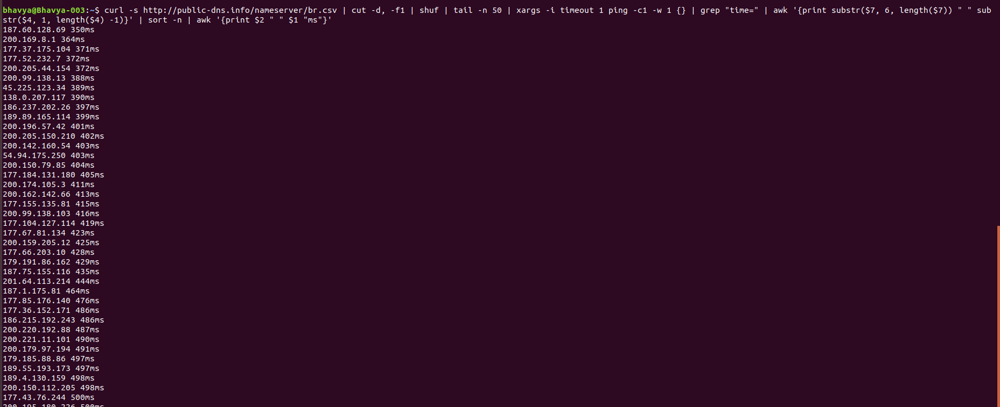 bhavya@Bhavya-003:~$ curl -s http://public-dns.info/nameserver/br.csv | cut -d, -f1 | shuf | tail -n 50 | xargs -i timeout 1 ping -c1 -w 1 {} | grep "time=" | awk '{print substr($7, 6, length($7)) " " sub
str($4, 1, length($4) -1)}' | sort -n | awk '{print $2 " " $1 "ms"}'
187.60.128.69 350ms
200.169.8.1 364ms
177.37.175.104 371ms
177.52.232.7 372ms
200.205.44.154 372ms
200.99.138.13 388ms
45.225.123.34 389ms
138.0.207.117 390ms
186.237.202.26 397ms
189.89.165.114 399ms
200.196.57.42 401ms
200.205.150.210 402ms
200.142.160.54 403ms
54.94.175.250 403ms
200.150.79.85 404ms
177.184.131.180 405ms
200.174.105.3 411ms
200.162.142.66 413ms
177.155.135.81 415ms
200.99.138.103 416ms
177.104.127.114 419ms
177.67.81.134 423ms
200.159.205.12 425ms
177.66.203.10 428ms
179.191.86.162 429ms
187.75.155.116 435ms
201.64.113.214 444ms
187.1.175.81 464ms
177.85.176.140 476ms
177.36.152.171 486ms
186.215.192.243 486ms
200.220.192.88 487ms
200.221.11.101 490ms
200.179.97.194 491ms
179.185.88.86 497ms
189.55.193.173 497ms
189.4.130.159 498ms
200.150.112.205 498ms
177.43.76.244 500ms